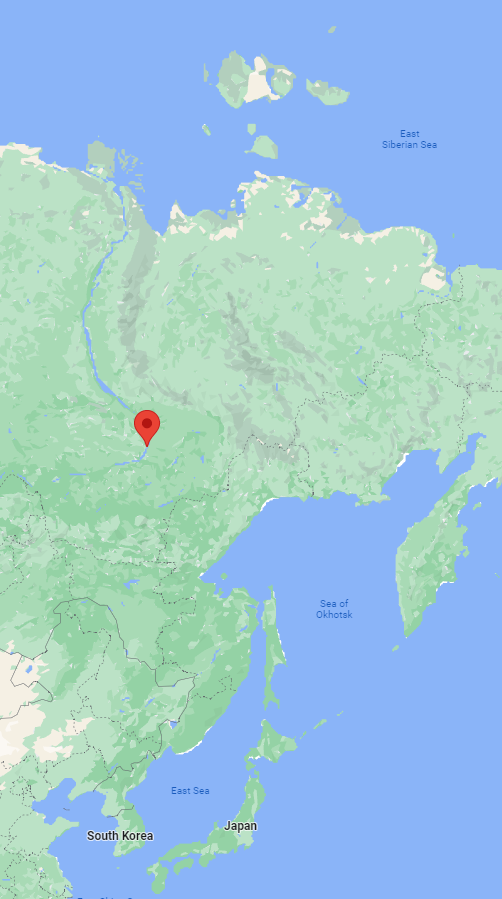 East
Siberian Sea
Sea of
Okhotsk
East Sea
Japan
South Korea